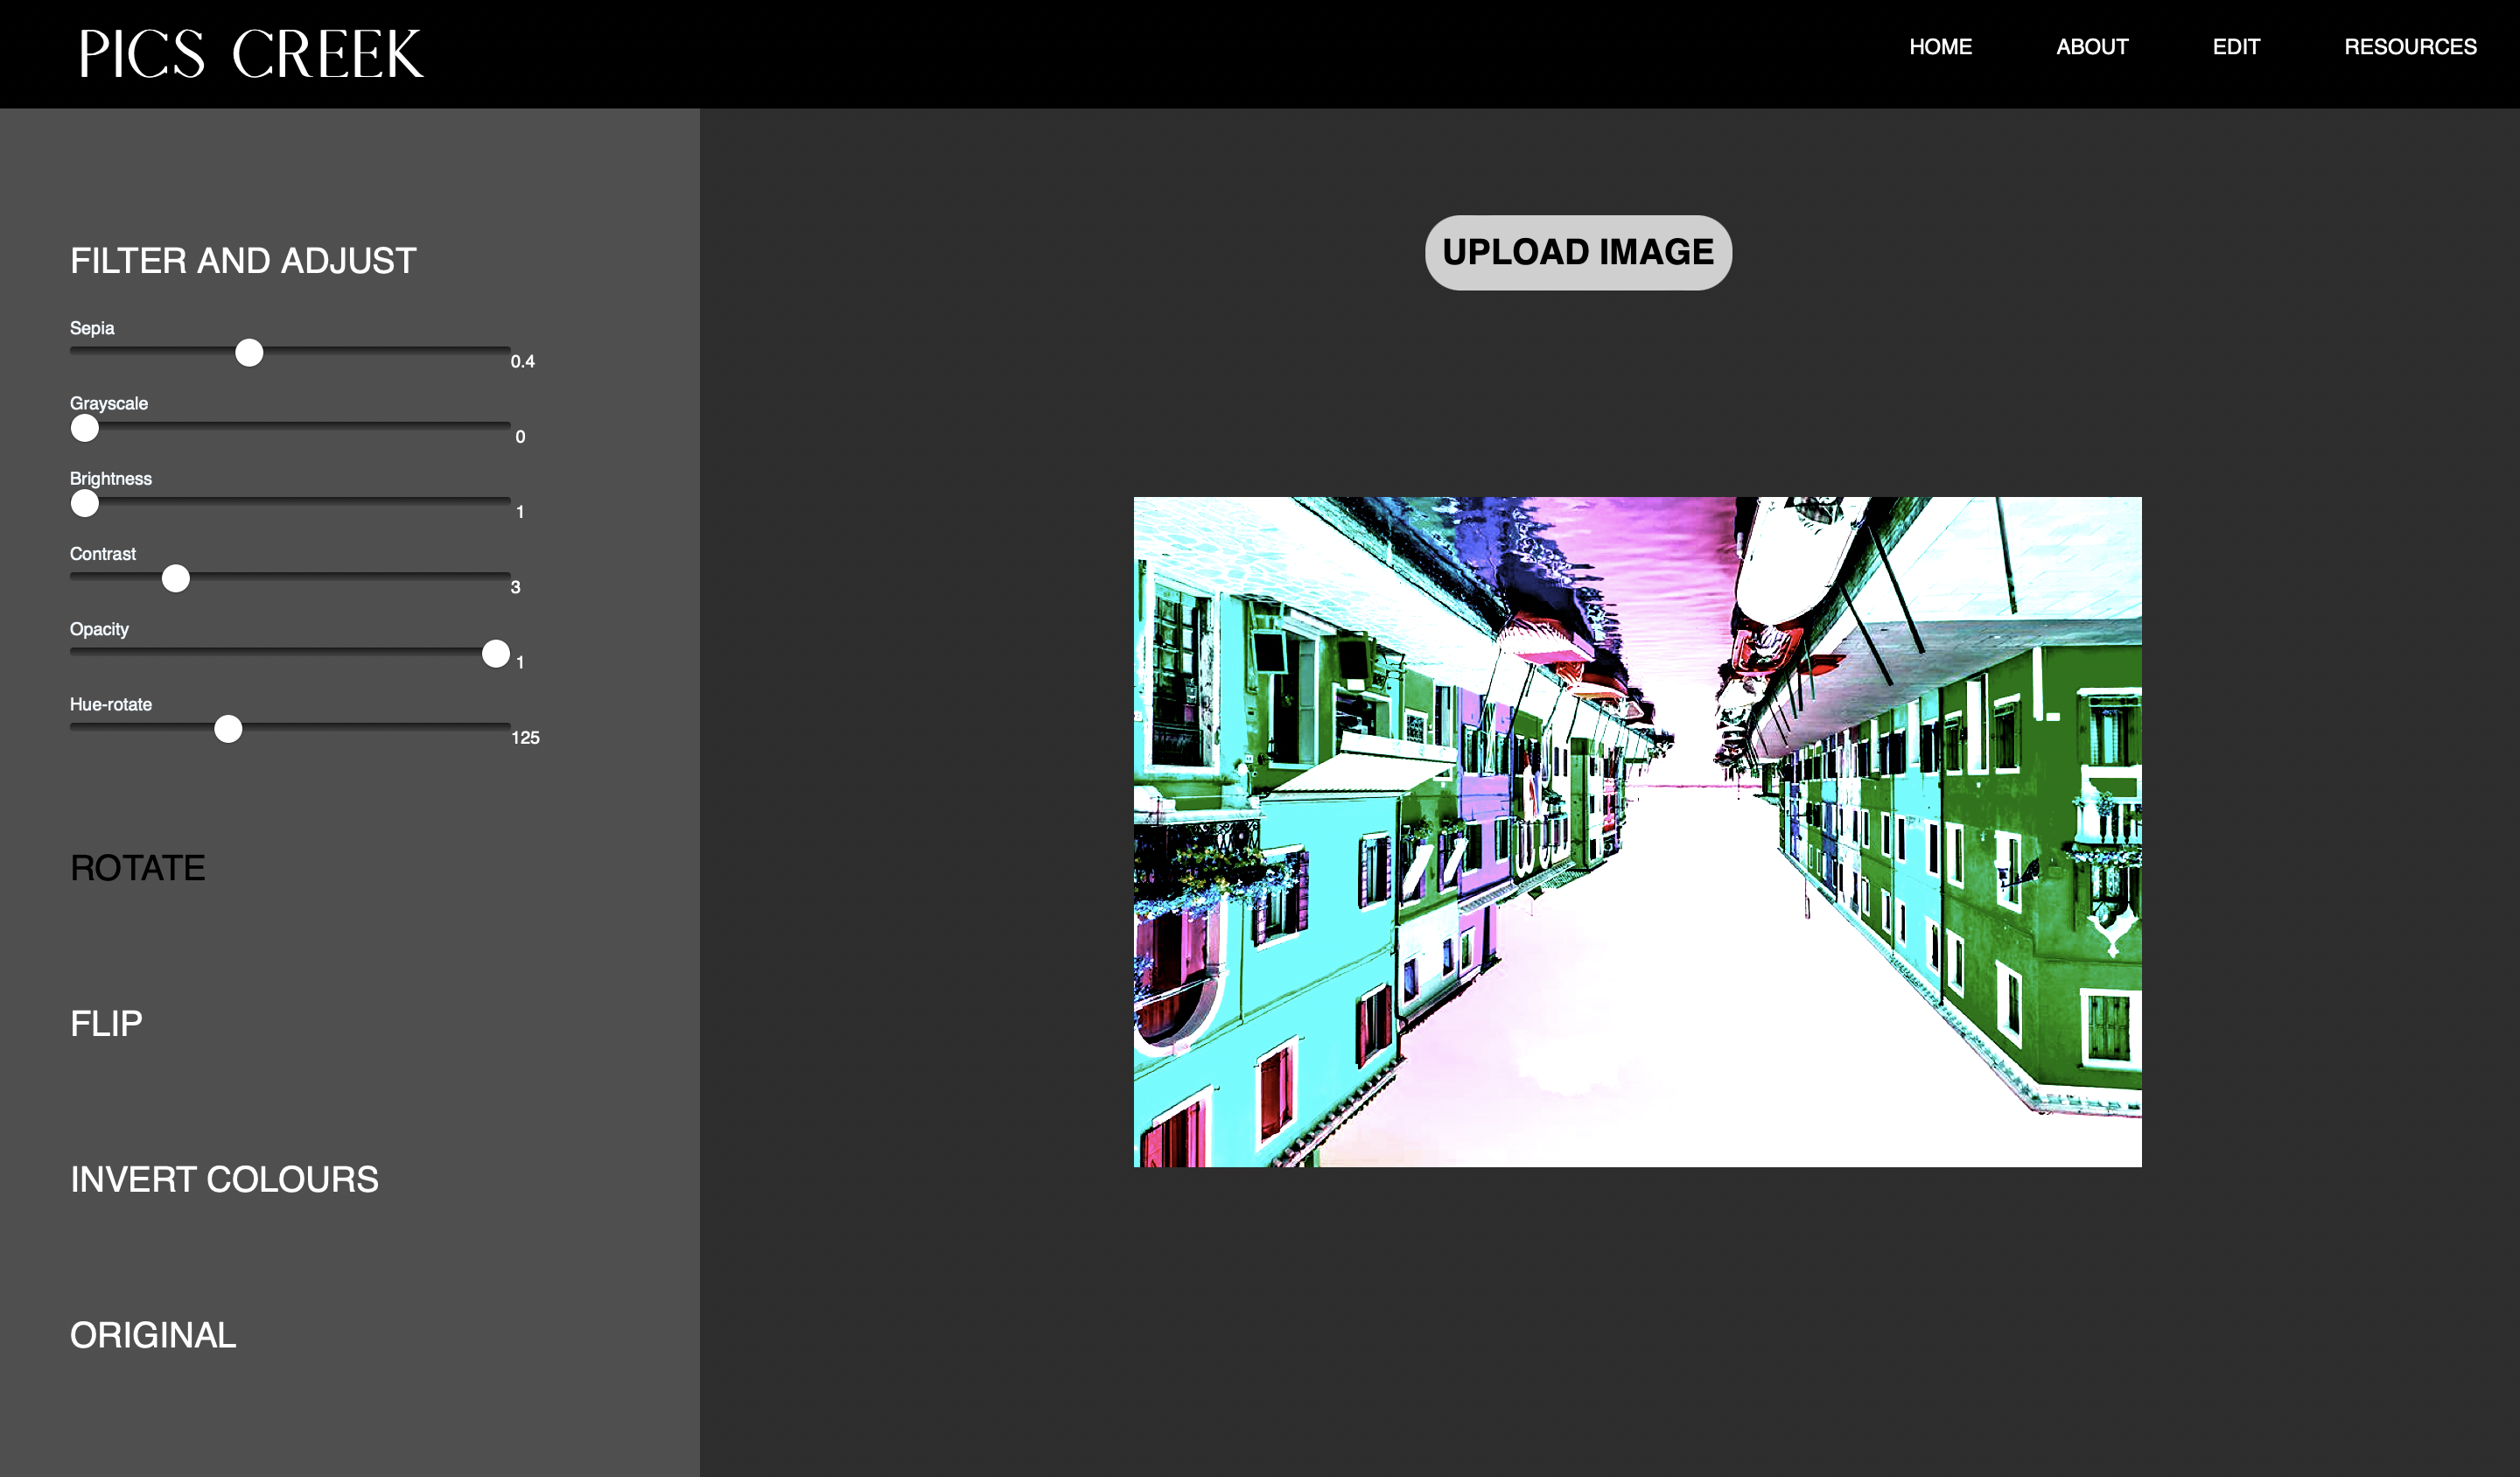 PICS CREEK
HOME ABOUT EDIT RESOURCES
UPLOAD IMAGE
FILTER AND ADJUST
Sepia
0.4
Grayscale
0
Brightness
1
Contrast
3
Opacity
1
Hue-rotate
125
ROTATE
FLIP
INVERT COLOURS
ORIGINAL